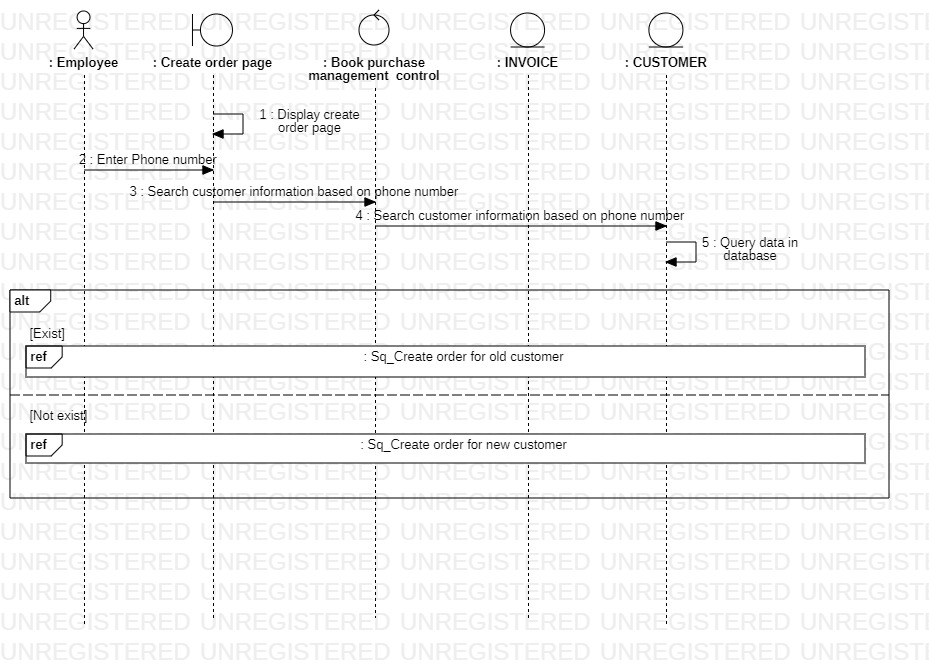 : Employee
: Create order page
: Book purchase
management control
: INVOICE
: CUSTOMER
1 : Display create
order page
2 : Enter Phone number
3 : Search customer information based on phone number
4 : Search customer information based on phone number
5 : Query data in
database
alt
[Exist]
ref
: Sq_Create order for old customer
[Not exist]
ref
: Sq_Create order for new customer
UNREGISTERED